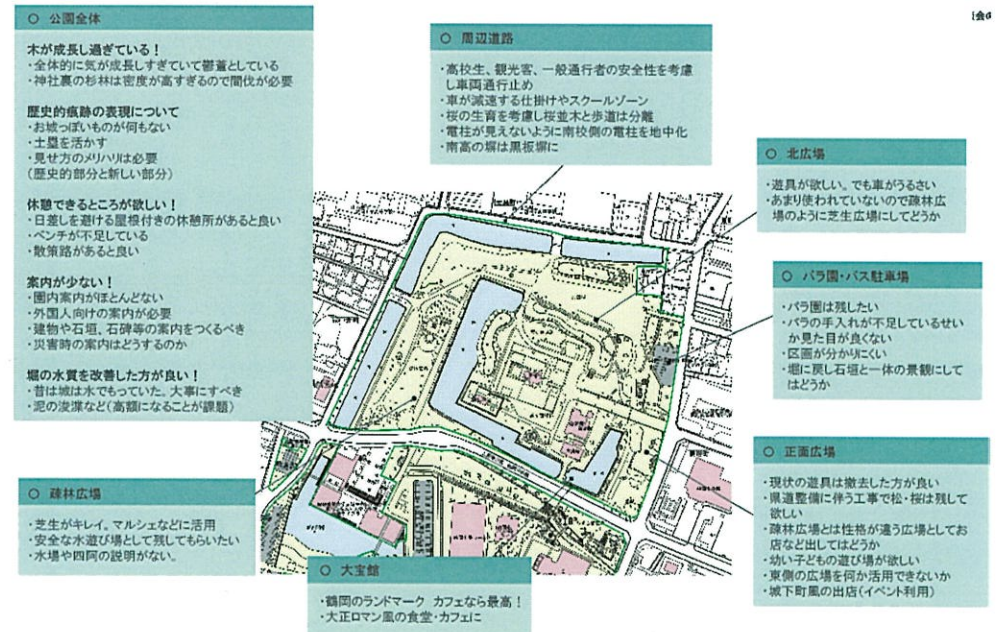 ○ 公園全体
木が成長し過ぎている!
・全体的に気が成長しすぎていて鬱蒼としている
・神社裏の杉林は密度が高すぎるので間伐が必要
歴史的痕跡の表現について
・お城っぽいものが何もない
・土塁を活かす
・見せ方のメリハリは必要
(歴史的部分と新しい部分)
休憩できるところが欲しい!
・日差しを避ける屋根付きの休憩所があると良い
・ベンチが不足している
・散策路があると良い
案内が少ない!
・園内案内がほとんどない
・外国人向けの案内が必要
・建物や石垣、石碑等の案内をつくるべき
・災害時の案内はどうするのか
堀の水質を改善した方が良い!
・昔は城は水でもっていた。大事にすべき
・泥の浚渫など(高額になることが課題)
○ 周辺道路
・高校生、観光客、一般通行者の安全性を考慮
し車両通行止め
・車が減速する仕掛けやスクールゾーン
・桜の生育を考慮し桜並木と歩道は分離
・電柱が見えないように南校側の電柱を地中化
・南高の塀は黒板塀に
○ 北広場
・遊具が欲しい。でも車がうるさい
・あまり使われていないので疎林広
場のように芝生広場にしてどうか
○ バラ園・バス駐車場
・バラ園は残したい
・バラの手入れが不足しているせい
か見た目が良くない
・区画が分かりにくい
・堀に戻し石垣と一体の景観にして
はどうか
○ 疎林広場
・芝生がキレイ。マルシェなどに活用
・安全な水遊び場として残してもらいたい
・水場や四阿の説明がない。
○ 大宝館
・鶴岡のランドマーク カフェなら最高!
・大正ロマン風の食堂・カフェに
○ 正面広場
・現状の遊具は撤去した方が良い
・県道整備に伴う工事で松・桜は残して
欲しい
・疎林広場とは性格が違う広場としてお
店など出してはどうか
・幼い子どもの遊び場が欲しい
・東側の広場を何か活用できないか
・城下町風の出店(イベント利用)